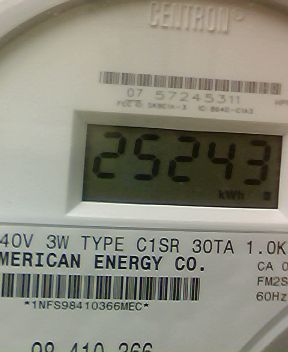 CENTRON
07 57245311
25243
kWh
40V 3W TYPE C1SR 30TA 1.0K
MERICAN ENERGY CO.
CA 0
FM2S
60Hz
*1NFS98410366MEC*
98 410 366